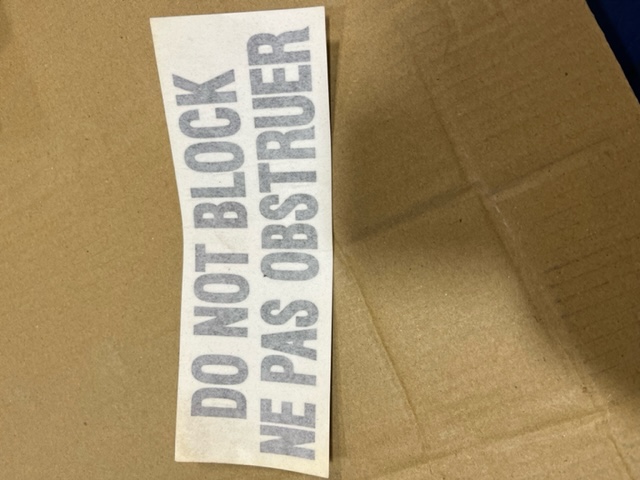 DO NOT BLOCK
NE PAS OBSTRUER